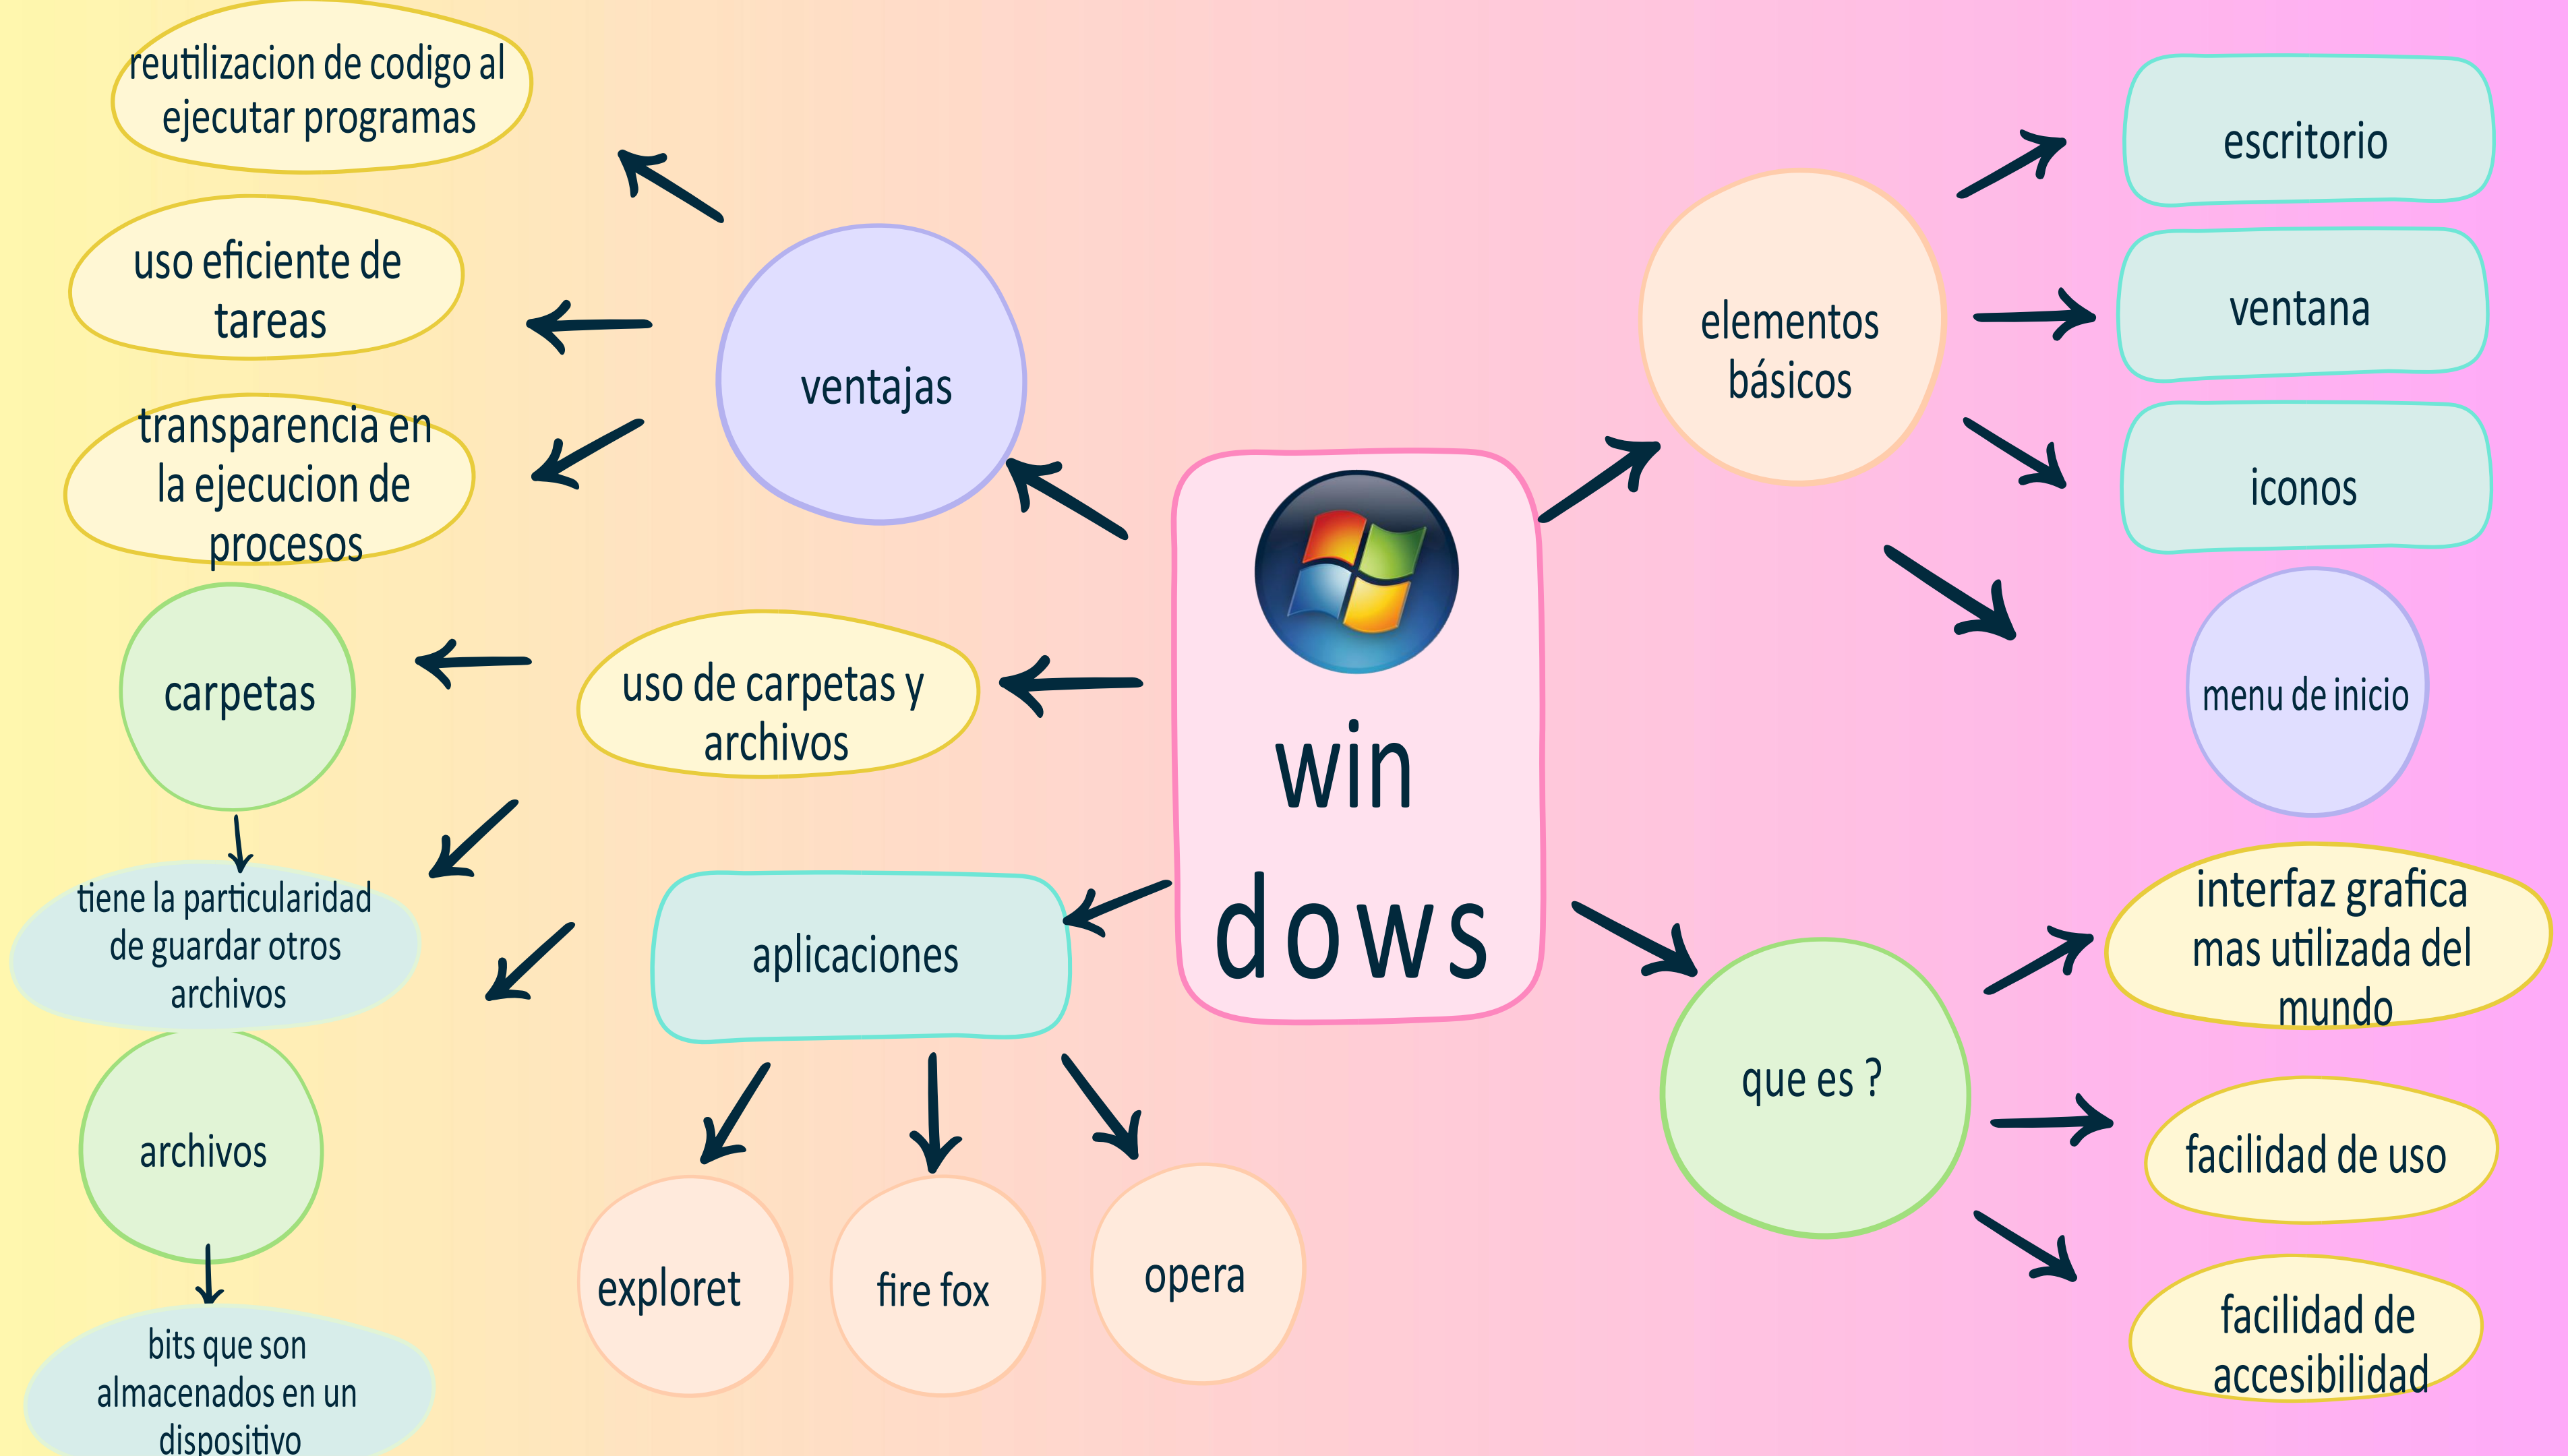 reutilizacion de codigo al
ejecutar programas
uso eficiente de
tareas
transparencia en
la ejecucion de
procesos
ventajas
elementos
básicos
escritorio
ventana
iconos
menu de inicio
win
dows
uso de carpetas y
archivos
carpetas
tiene la particularidad
de guardar otros
archivos
archivos
bits que son
almacenados en un
dispositivo
aplicaciones
exploret
fire fox
opera
que es ?
interfaz grafica
mas utilizada del
mundo
facilidad de uso
facilidad de
accesibilidad